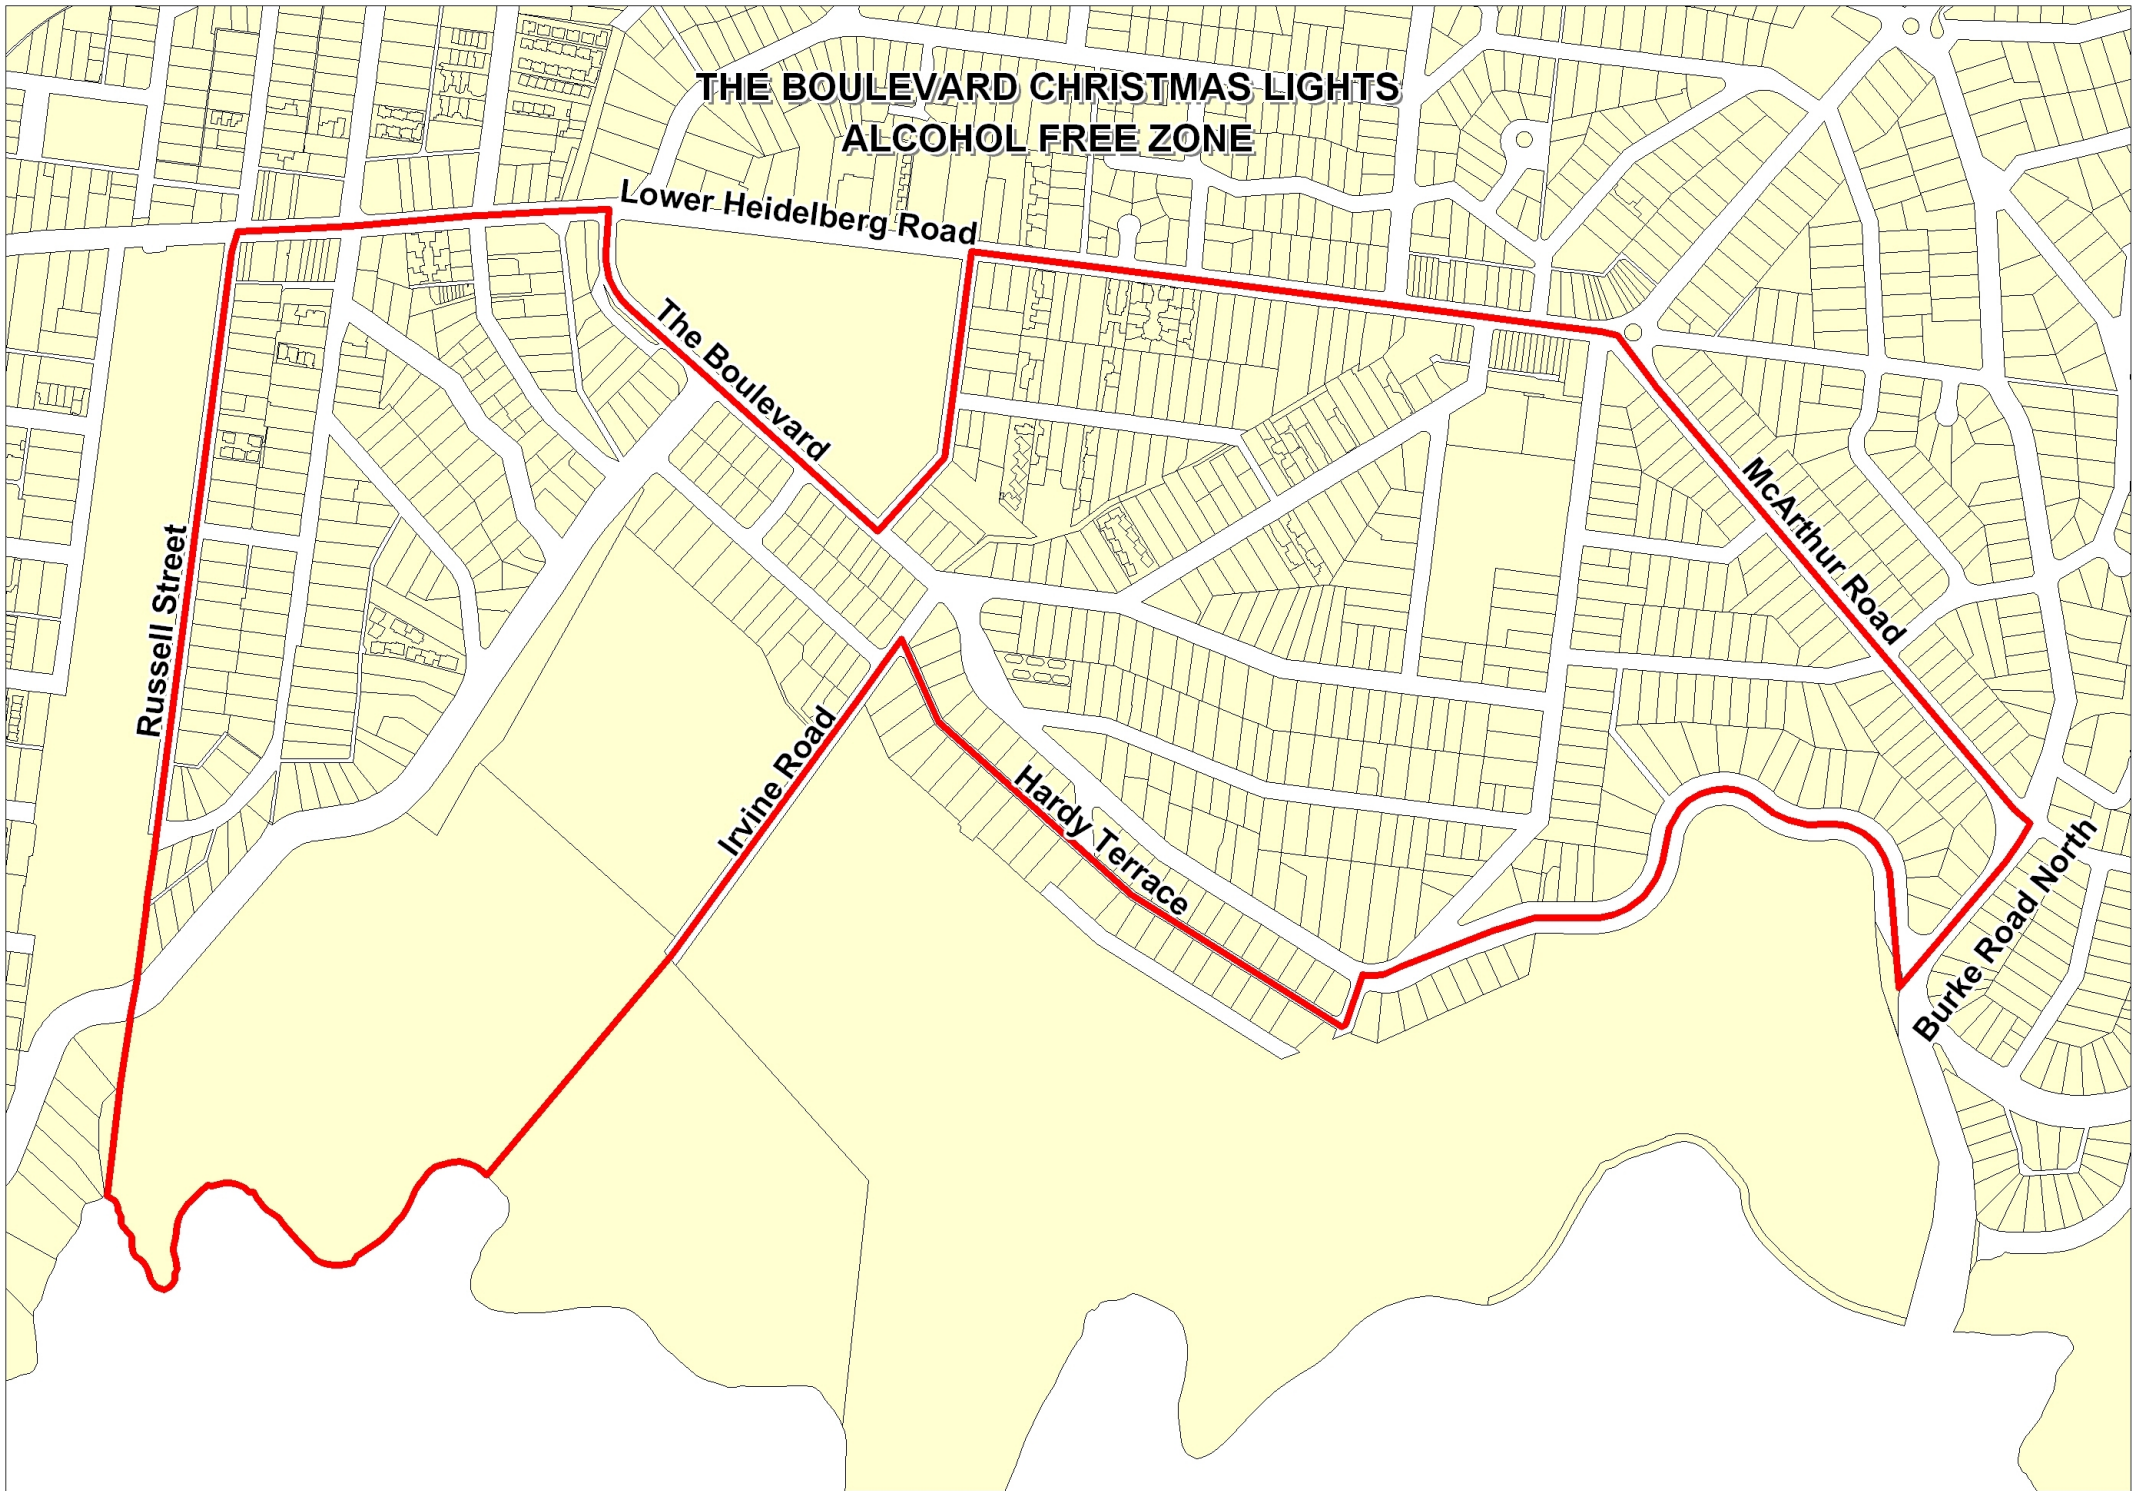 THE BOULEVARD CHRISTMAS LIGHTS
ALCOHOL FREE ZONE
Lower Heidelberg Road
The Boulevard
McArthur Road
Russell Street
Irvine Road
Hardy Terrace
Burke Road North